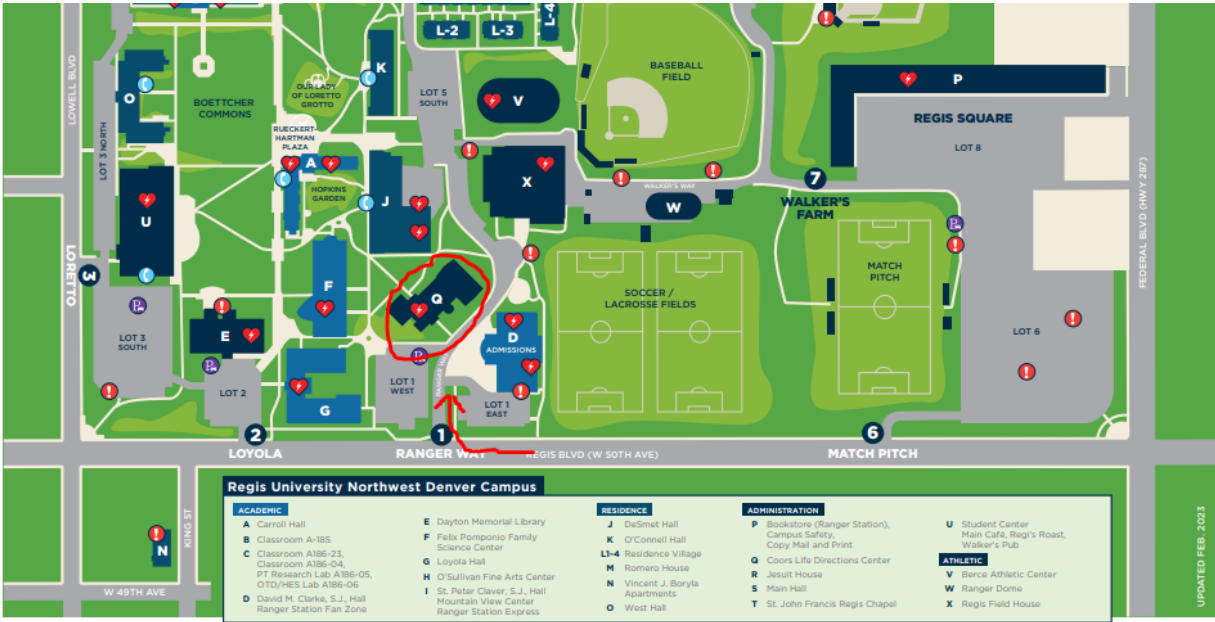 L-4
L-2
L-3
K
LOT 5
SOUTH
V
BASEBALL
FIELD
P
REGIS SQUARE
LOT 8
LOWELL BLVD
O
BOETTCHER
COMMONS
OUR LADY
OF LORETTO
GROTTO
LOT 3 NORTH
RUECKERT-
HARTMAN
PLAZA
A
HOPKINS
GARDEN
J
X
WALKER'S WAY
W
7
WALKER'S
FARM
FEDERAL BLVD (HWY 287)
U
LORETTO
3
F
Q
SOCCER /
LACROSSE FIELDS
MATCH
PITCH
P
P
LOT 3
SOUTH
E
P
LOT 2
P
D
ADMISSIONS
LOT 6
LOT 1
WEST
RANGER WAY
LOT 1
EAST
G
2
LOYOLA
1
RANGER WAY
REGIS BLVD (W 50TH AVE)
6
MATCH PITCH
KING ST
N
W 49TH AVE
Regis University Northwest Denver Campus
ACADEMIC
A Carroll Hall
B Classroom A-185
C Classroom A186-23,
Classroom A186-04,
PT Research Lab A186-05,
OTD/HES Lab A186-06
D David M. Clarke, S.J., Hall
Ranger Station Fan Zone
E Dayton Memorial Library
F Felix Pomponio Family
Science Center
G Loyola Hall
H O'Sullivan Fine Arts Center
I St. Peter Claver, S.J., Hall
Mountain View Center
Ranger Station Express
RESIDENCE
J DeSmet Hall
K O'Connell Hall
L1-4 Residence Village
M Romero House
N Vincent J. Boryla
Apartments
O West Hall
ADMINISTRATION
P Bookstore (Ranger Station),
Campus Safety,
Copy Mail and Print
Q Coors Life Directions Center
R Jesuit House
S Main Hall
T St. John Francis Regis Chapel
U Student Center
Main Café, Regi's Roast,
Walker's Pub
ATHLETIC
V Berce Athletic Center
W Ranger Dome
X Regis Field House
UPDATED FEB. 2023